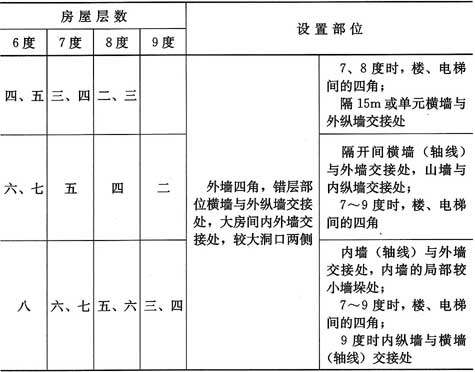 房屋层数
设置部位
6度 7度 8度 9度
四、五 三、四 二、三
外墙四角，错层部
位横墙与外纵墙交接
处，大房间内外墙交
接处，较大洞口两侧
7、8度时，楼、电梯
间的四角；
隔15m或单元横墙与
外纵墙交接处
六、七 五 四 二
隔开间横墙（轴线）
与外墙交接处，山墙与
内纵墙交接处；
7～9度时，楼、电梯
间的四角
八 六、七 五、六 三、四
内墙（轴线）与外墙
交接处，内墙的局部较
小墙垛处；
7～9度时，楼、电梯
间的四角；
9度时内纵墙与横墙
（轴线）交接处